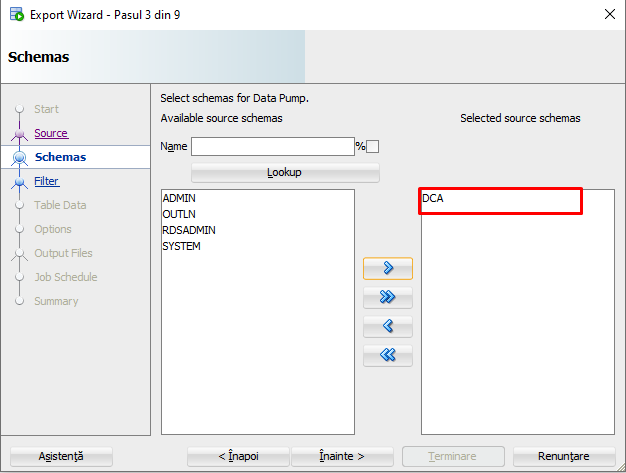 Export Wizard - Pasul 3 din 9
Schemas
Start
Source
Schemas
Filter
Table Data
Options
Output Files
Job Schedule
Summary
Select schemas for Data Pump.
Available source schemas
Name
%
Lookup
ADMIN
OUTLN
RDSADMIN
SYSTEM
Selected source schemas
DCA
Asistenţă
< Înapoi
Înainte >
Terminare
Renunţare